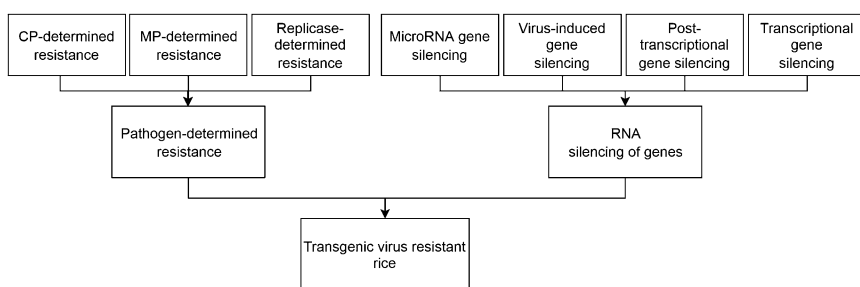 CP-determined
resistance
MP-determined
resistance
Replicase-
determined
resistance
MicroRNA gene
silencing
Virus-induced
gene
silencing
Post-
transcriptional
gene silencing
Transcriptional
gene
silencing
Pathogen-determined
resistance
RNA
silencing of genes
Transgenic virus resistant
rice